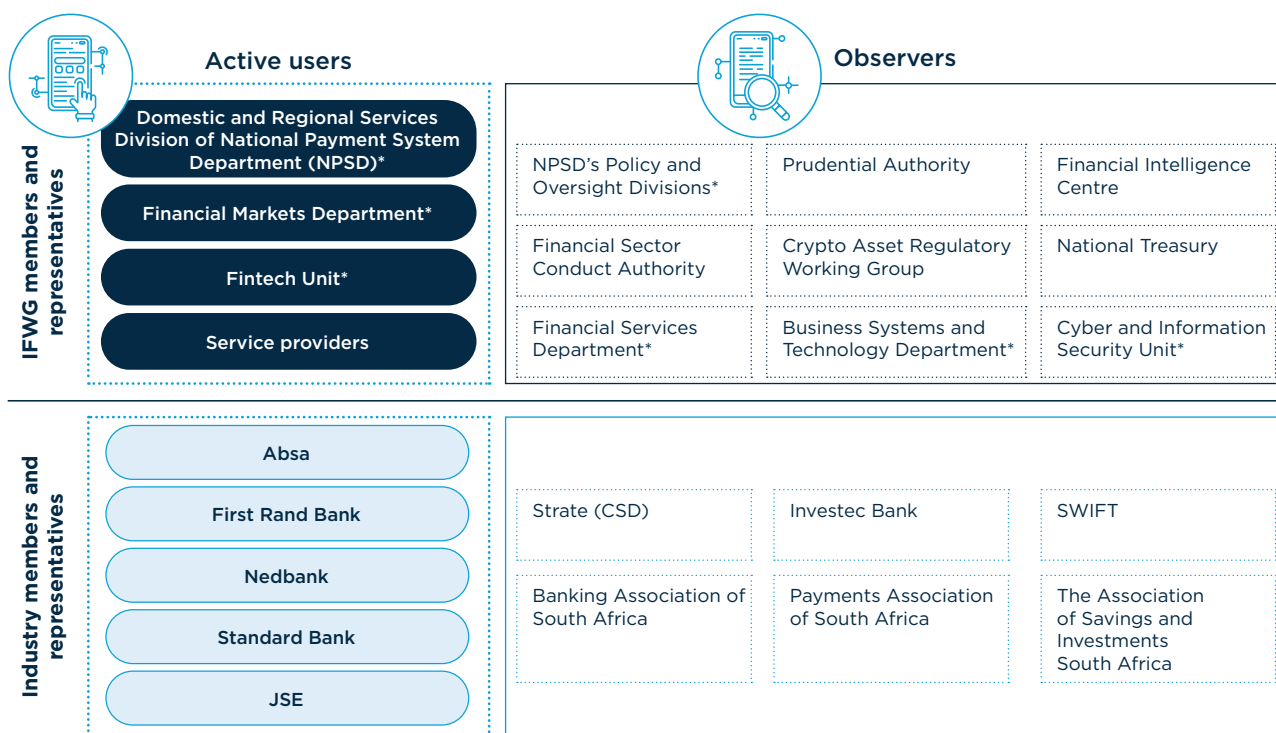 Active users
Observers
IFWG members and
representatives
Domestic and Regional Services
Division of National Payment System
Department (NPSD)*
Financial Markets Department*
Fintech Unit*
Service providers
NPSD’s Policy and
Oversight Divisions*
Prudential Authority
Financial Intelligence
Centre
Financial Sector
Conduct Authority
Crypto Asset Regulatory
Working Group
National Treasury
Financial Services
Department*
Business Systems and
Technology Department*
Cyber and Information
Security Unit*
Industry members and
representatives
Absa
First Rand Bank
Nedbank
Standard Bank
JSE
Strate (CSD)
Investec Bank
SWIFT
Banking Association of
South Africa
Payments Association
of South Africa
The Association
of Savings and
Investments
South Africa